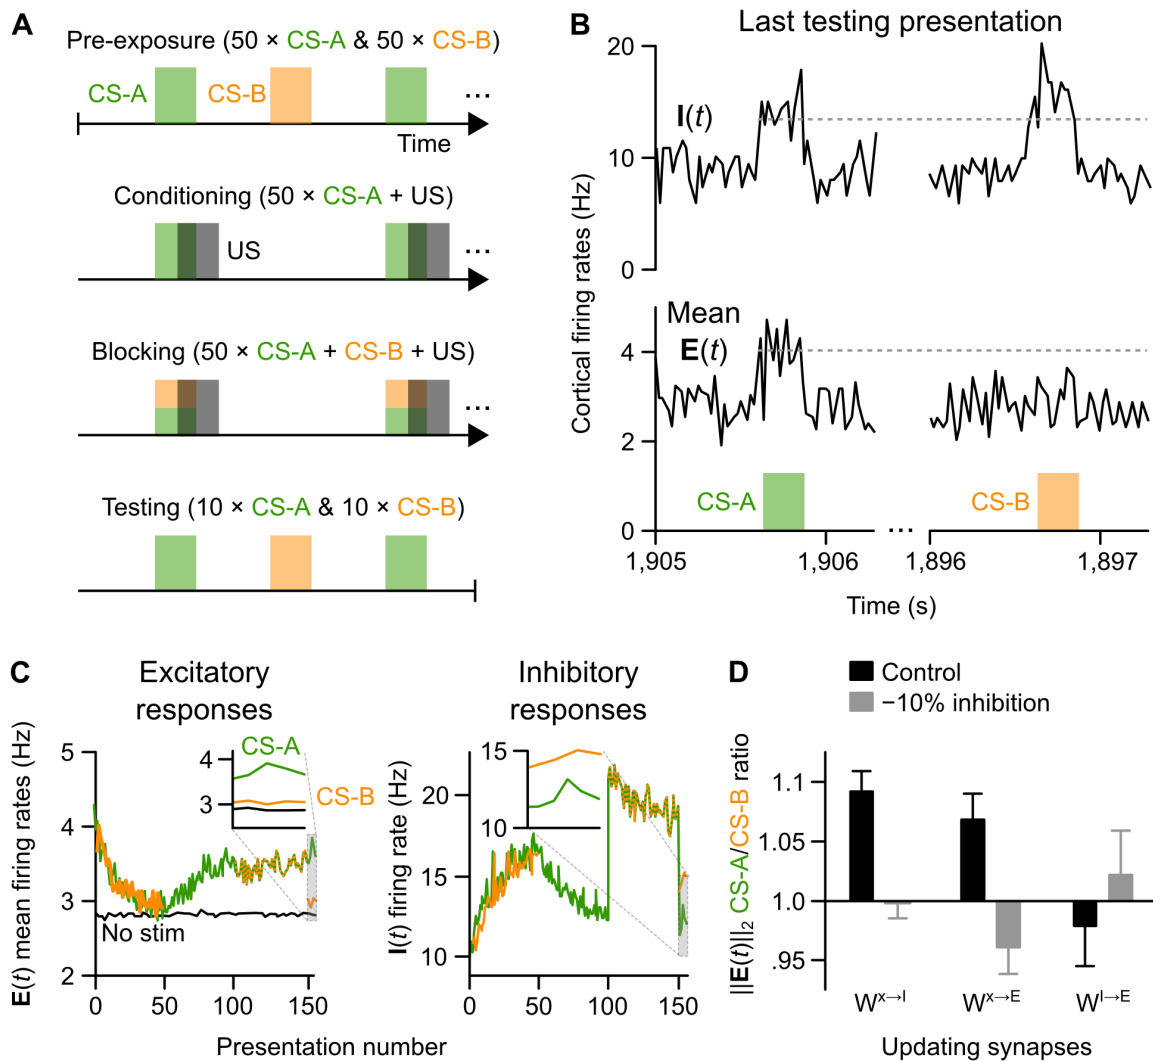 A
Pre-exposure (50 × CS-A & 50 × CS-B)
CS-A
CS-B
...
Time
Conditioning (50 × CS-A + US)
US
...
Blocking (50 × CS-A + CS-B + US)
...
Testing (10 × CS-A & 10 × CS-B)
B
Last testing presentation
Cortical firing rates (Hz)
20
10
0
I(t)
Mean
E(t)
4
2
0
CS-A
CS-B
...
1,905
1,906
1,896
1,897
Time (s)
C
Excitatory
responses
E(t) mean firing rates (Hz)
5
4
3
2
4
3
CS-A
CS-B
No stim
0
50
100
150
Inhibitory
responses
I(t) firing rate (Hz)
20
15
10
15
10
0
50
100
150
Presentation number
D
Control
−10% inhibition
||E(t)||₂ CS-A/CS-B ratio
1.1
1.05
1.0
.95
Wˣ→ᴵ
Wˣ→ᴱ
Wᴵ→ᴱ
Updating synapses